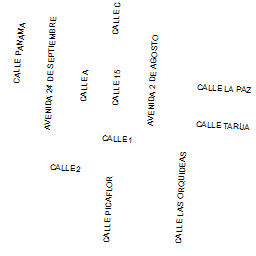 CALLE PANAMA
AVENIDA 24 DE SEPTIEMBRE
CALLE A
CALLE C
CALLE 15
AVENIDA 2 DE AGOSTO
CALLE LA PAZ
CALLE TARIJA
CALLE 1
CALLE 2
CALLE PICAFLOR
CALLE LAS ORQUIDEAS